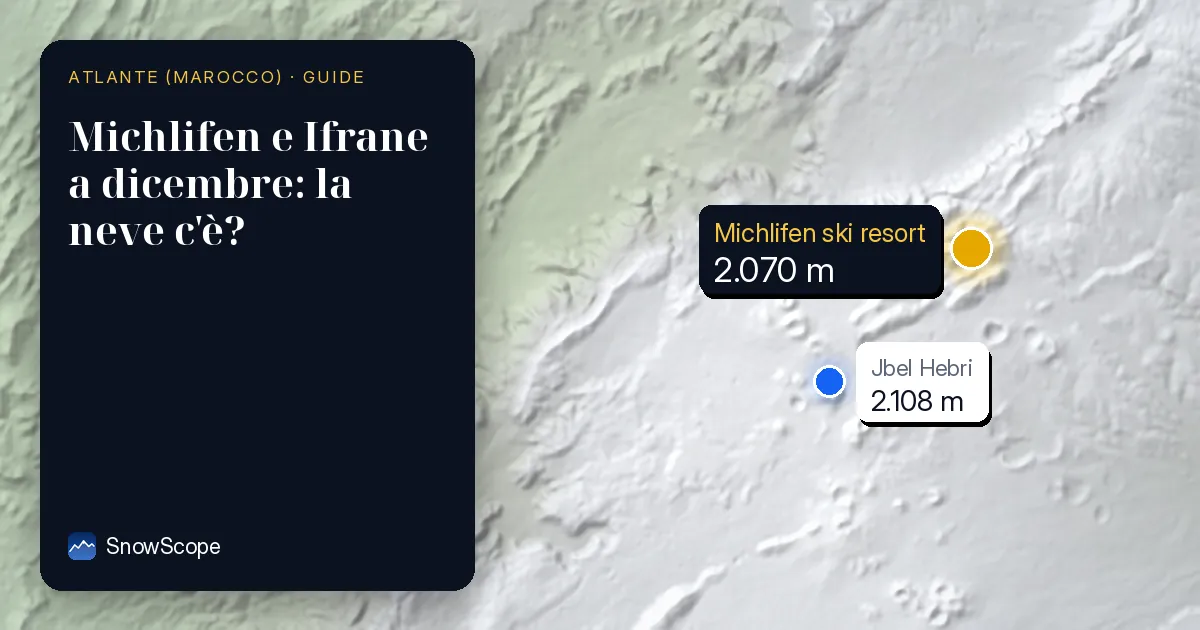 ATLANTE (MAROCCO) · GUIDE
Michlifen e Ifrane
a dicembre: la
neve c'è?
Michlifen ski resort
2.070 m
Jbel Hebri
2.108 m
SnowScope